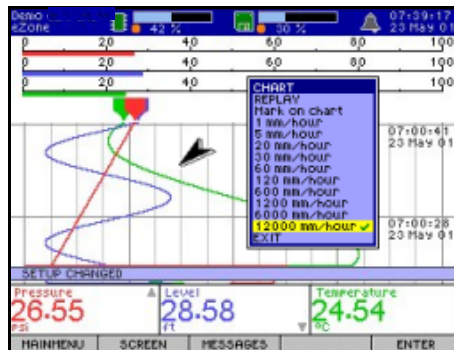 Demo
eZone
42 %
30 %
07:39:17
23 May 01
0 20 40 60 80 100
0 20 40 100
0 20 40 100
CHART
REPLAY
Mark on chart
1 mm/hour
5 mm/hour
20 mm/hour
30 mm/hour
60 mm/hour
120 mm/hour
600 mm/hour
1200 mm/hour
6000 mm/hour
12000 mm/hour ✓
EXIT
07:00:41
23 May 01
07:00:28
23 May 01
SETUP CHANGED
Pressure
26.55
psi
Level
28.58
ft
Temperature
24.54
°C
MAINMENU SCREEN MESSAGES ENTER